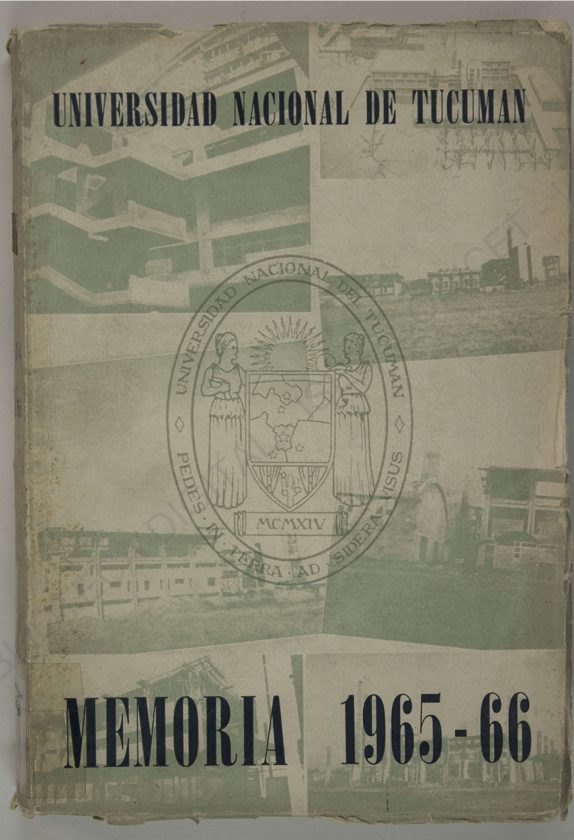 UNIVERSIDAD NACIONAL DE TUCUMAN
UNIVERSIDAD NACIONAL DEL TUCUMAN
PEDES · IN TERRA · AD SIDERA VISUS
MCMXIV
MEMORIA 1965-66